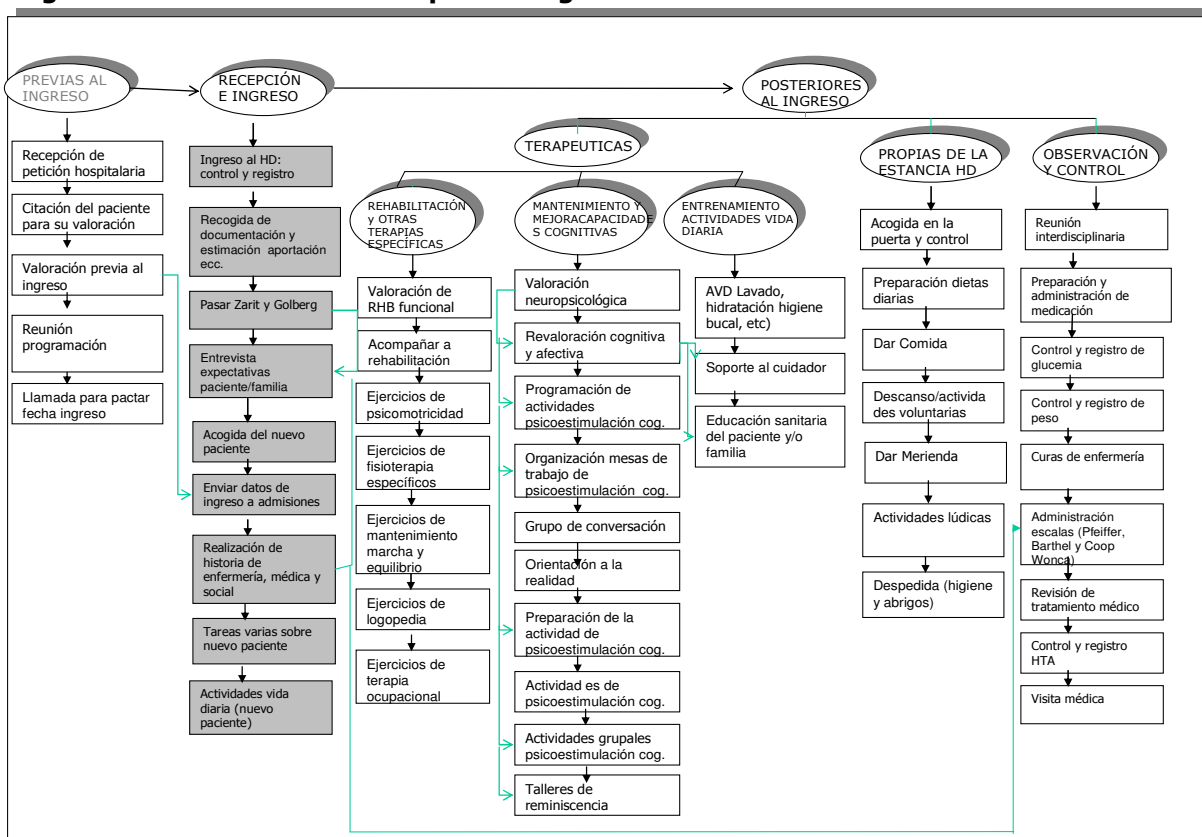 PREVIAS AL
INGRESO
RECEPCIÓN
E INGRESO
POSTERIORES
AL INGRESO
TERAPEUTICAS
PROPIAS DE LA
ESTANCIA HD
OBSERVACIÓN
Y CONTROL
REHABILITACIÓN
y OTRAS
TERAPIAS
ESPECÍFICAS
MANTENIMIENTO Y
MEJORACAPACIDADE
S COGNITIVAS
ENTRENAMIENTO
ACTIVIDADES VIDA
DIARIA
Recepción de
petición hospitalaria
Citación del paciente
para su valoración
Valoración previa al
ingreso
Reunión
programación
Llamada para pactar
fecha ingreso
Ingreso al HD:
control y registro
Recogida de
documentación y
estimación aportación
ecc.
Pasar Zarit y Golberg
Entrevista
expectativas
paciente/familia
Acogida del nuevo
paciente
Enviar datos de
ingreso a admisiones
Realización de
historia de
enfermería, médica y
social
Tareas varias sobre
nuevo paciente
Actividades vida
diaria (nuevo
paciente)
Valoración de
RHB funcional
Acompañar a
rehabilitación
Ejercicios de
psicomotricidad
Ejercicios de
fisioterapia
específicos
Ejercicios de
mantenimiento
marcha y
equilibrio
Ejercicios de
logopedia
Ejercicios de
terapia
ocupacional
Valoración
neuropsicológica
Revaloración cognitiva
y afectiva
Programación de
actividades
psicoestimulación cog.
Organización mesas de
trabajo de
psicoestimulación cog.
Grupo de conversación
Orientación a la
realidad
Preparación de la
actividad de
psicoestimulación cog.
Actividad es de
psicoestimulación cog.
Actividades grupales
psicoestimulación cog.
Talleres de
reminiscencia
AVD Lavado,
hidratación higiene
bucal, etc)
Soporte al cuidador
Educación sanitaria
del paciente y/o
familia
Acogida en la
puerta y control
Preparación dietas
diarias
Dar Comida
Descanso/activida
des voluntarias
Dar Merienda
Actividades lúdicas
Despedida (higiene
y abrigos)
Reunión
interdisciplinaria
Preparación y
administración de
medicación
Control y registro de
glucemia
Control y registro de
peso
Curas de enfermería
Administración
escalas (Pfeiffer,
Barthel y Coop
Wonca)
Revisión de
tratamiento médico
Control y registro
HTA
Visita médica